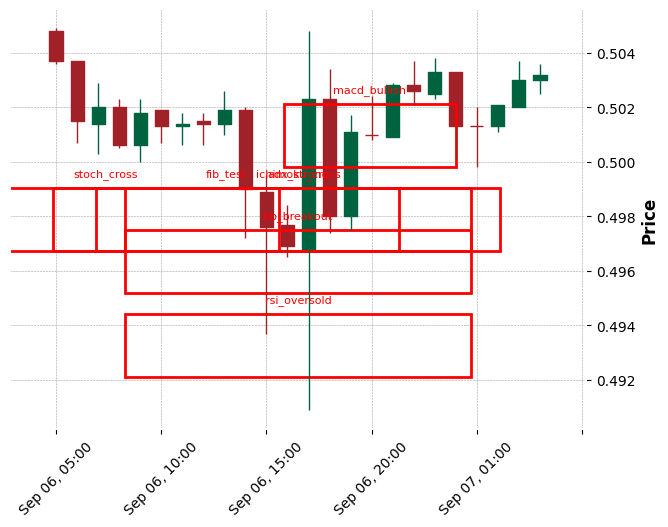 0.504
macd_bullish
0.502
0.500
stoch_cross
fib_test
0.498
Price
0.496
rsi_oversold
0.494
0.492
Sep 06, 05:00
Sep 06, 10:00
Sep 06, 15:00
Sep 06, 20:00
Sep 07, 01:00